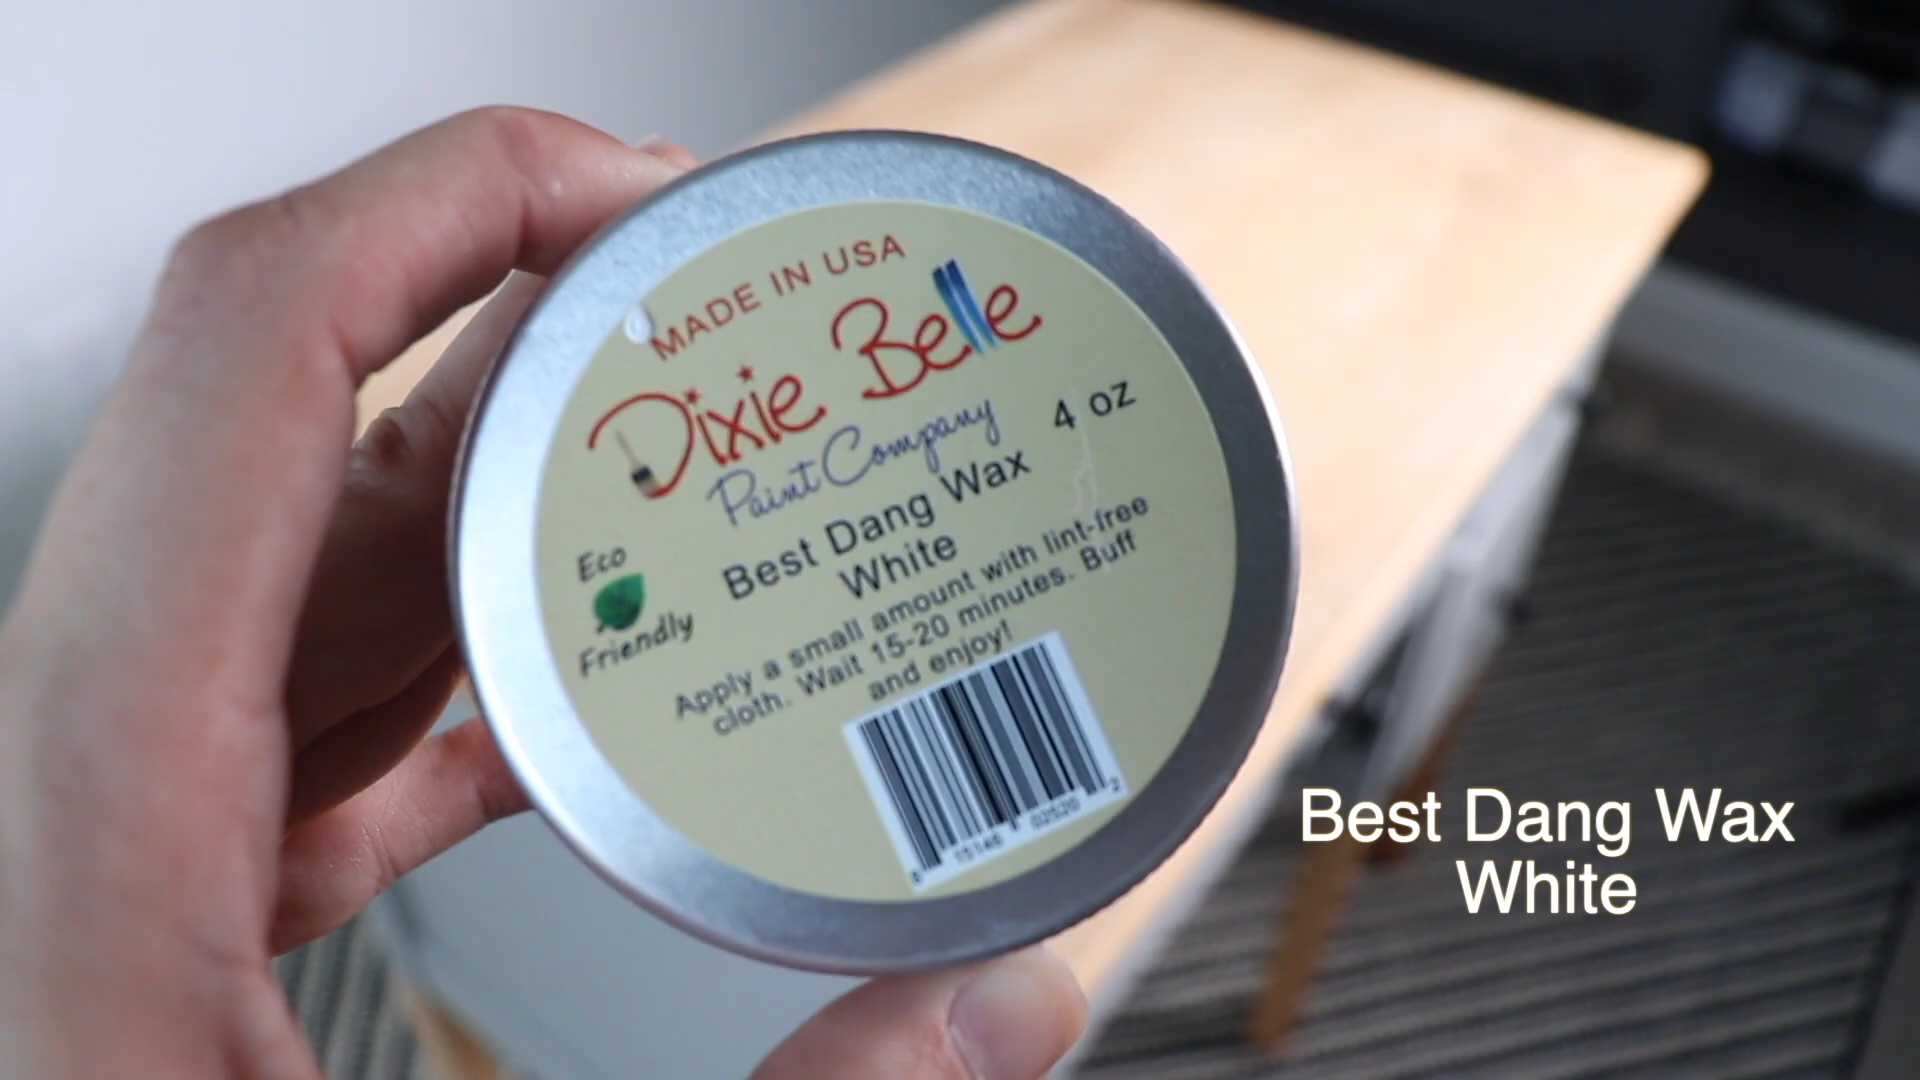 MADE IN USA
Dixie Belle
Paint Company
4 oz
Best Dang Wax
White
Eco
Friendly
Apply a small amount with lint-free
cloth. Wait 15-20 minutes. Buff
and enjoy!
Best Dang Wax
White